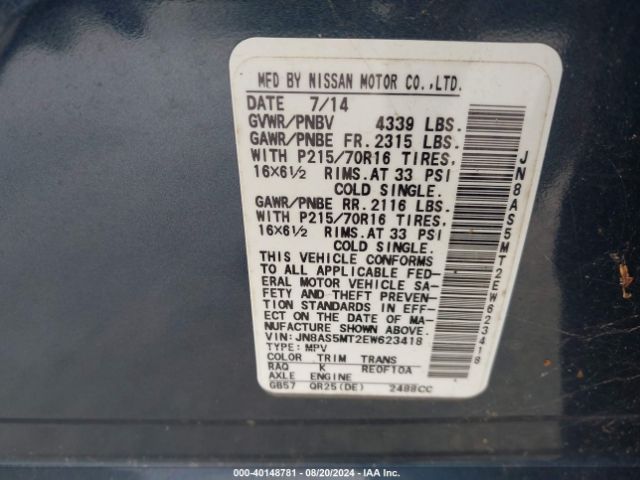 MFD BY NISSAN MOTOR CO.,LTD.
DATE 7/14
GVWR/PNBV 4339 LBS.
GAWR/PNBE FR. 2315 LBS.
WITH P215/70R16 TIRES,
16X6½ RIMS. AT 33 PSI
COLD SINGLE.
GAWR/PNBE RR. 2116 LBS.
WITH P215/70R16 TIRES,
16X6½ RIMS. AT 33 PSI
COLD SINGLE.
THIS VEHICLE CONFORMS
TO ALL APPLICABLE FED-
ERAL MOTOR VEHICLE SA-
FETY AND THEFT PREVEN-
TION STANDARDS IN EFF-
ECT ON THE DATE OF MA-
NUFACTURE SHOWN ABOVE.
VIN: JN8AS5MT2EW623418
TYPE: MPV
COLOR TRIM TRANS
RAQ K RE0F10A
AXLE ENGINE
GB57 QR25(DE) 2488CC
JN8AS5MT2EW623418
000-40148781 - 08/20/2024 - IAA Inc.